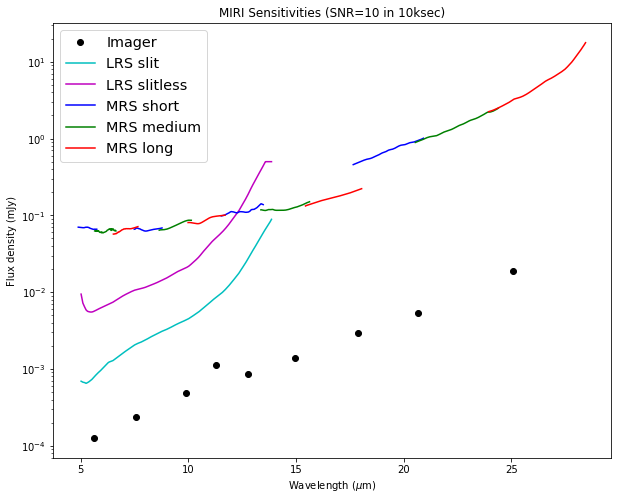 MIRI Sensitivities (SNR=10 in 10ksec)
Imager
LRS slit
LRS slitless
MRS short
MRS medium
MRS long
Flux density (mJy)
10¹
10⁰
10⁻¹
10⁻²
10⁻³
10⁻⁴
5 10 15 20 25
Wavelength (μm)